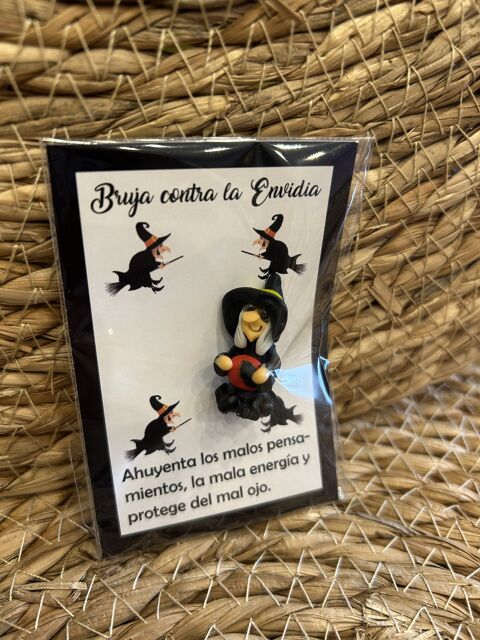 Bruja contra la Envidia
Ahuyenta los malos pensa-
mientos, la mala energía y
protege del mal ojo.